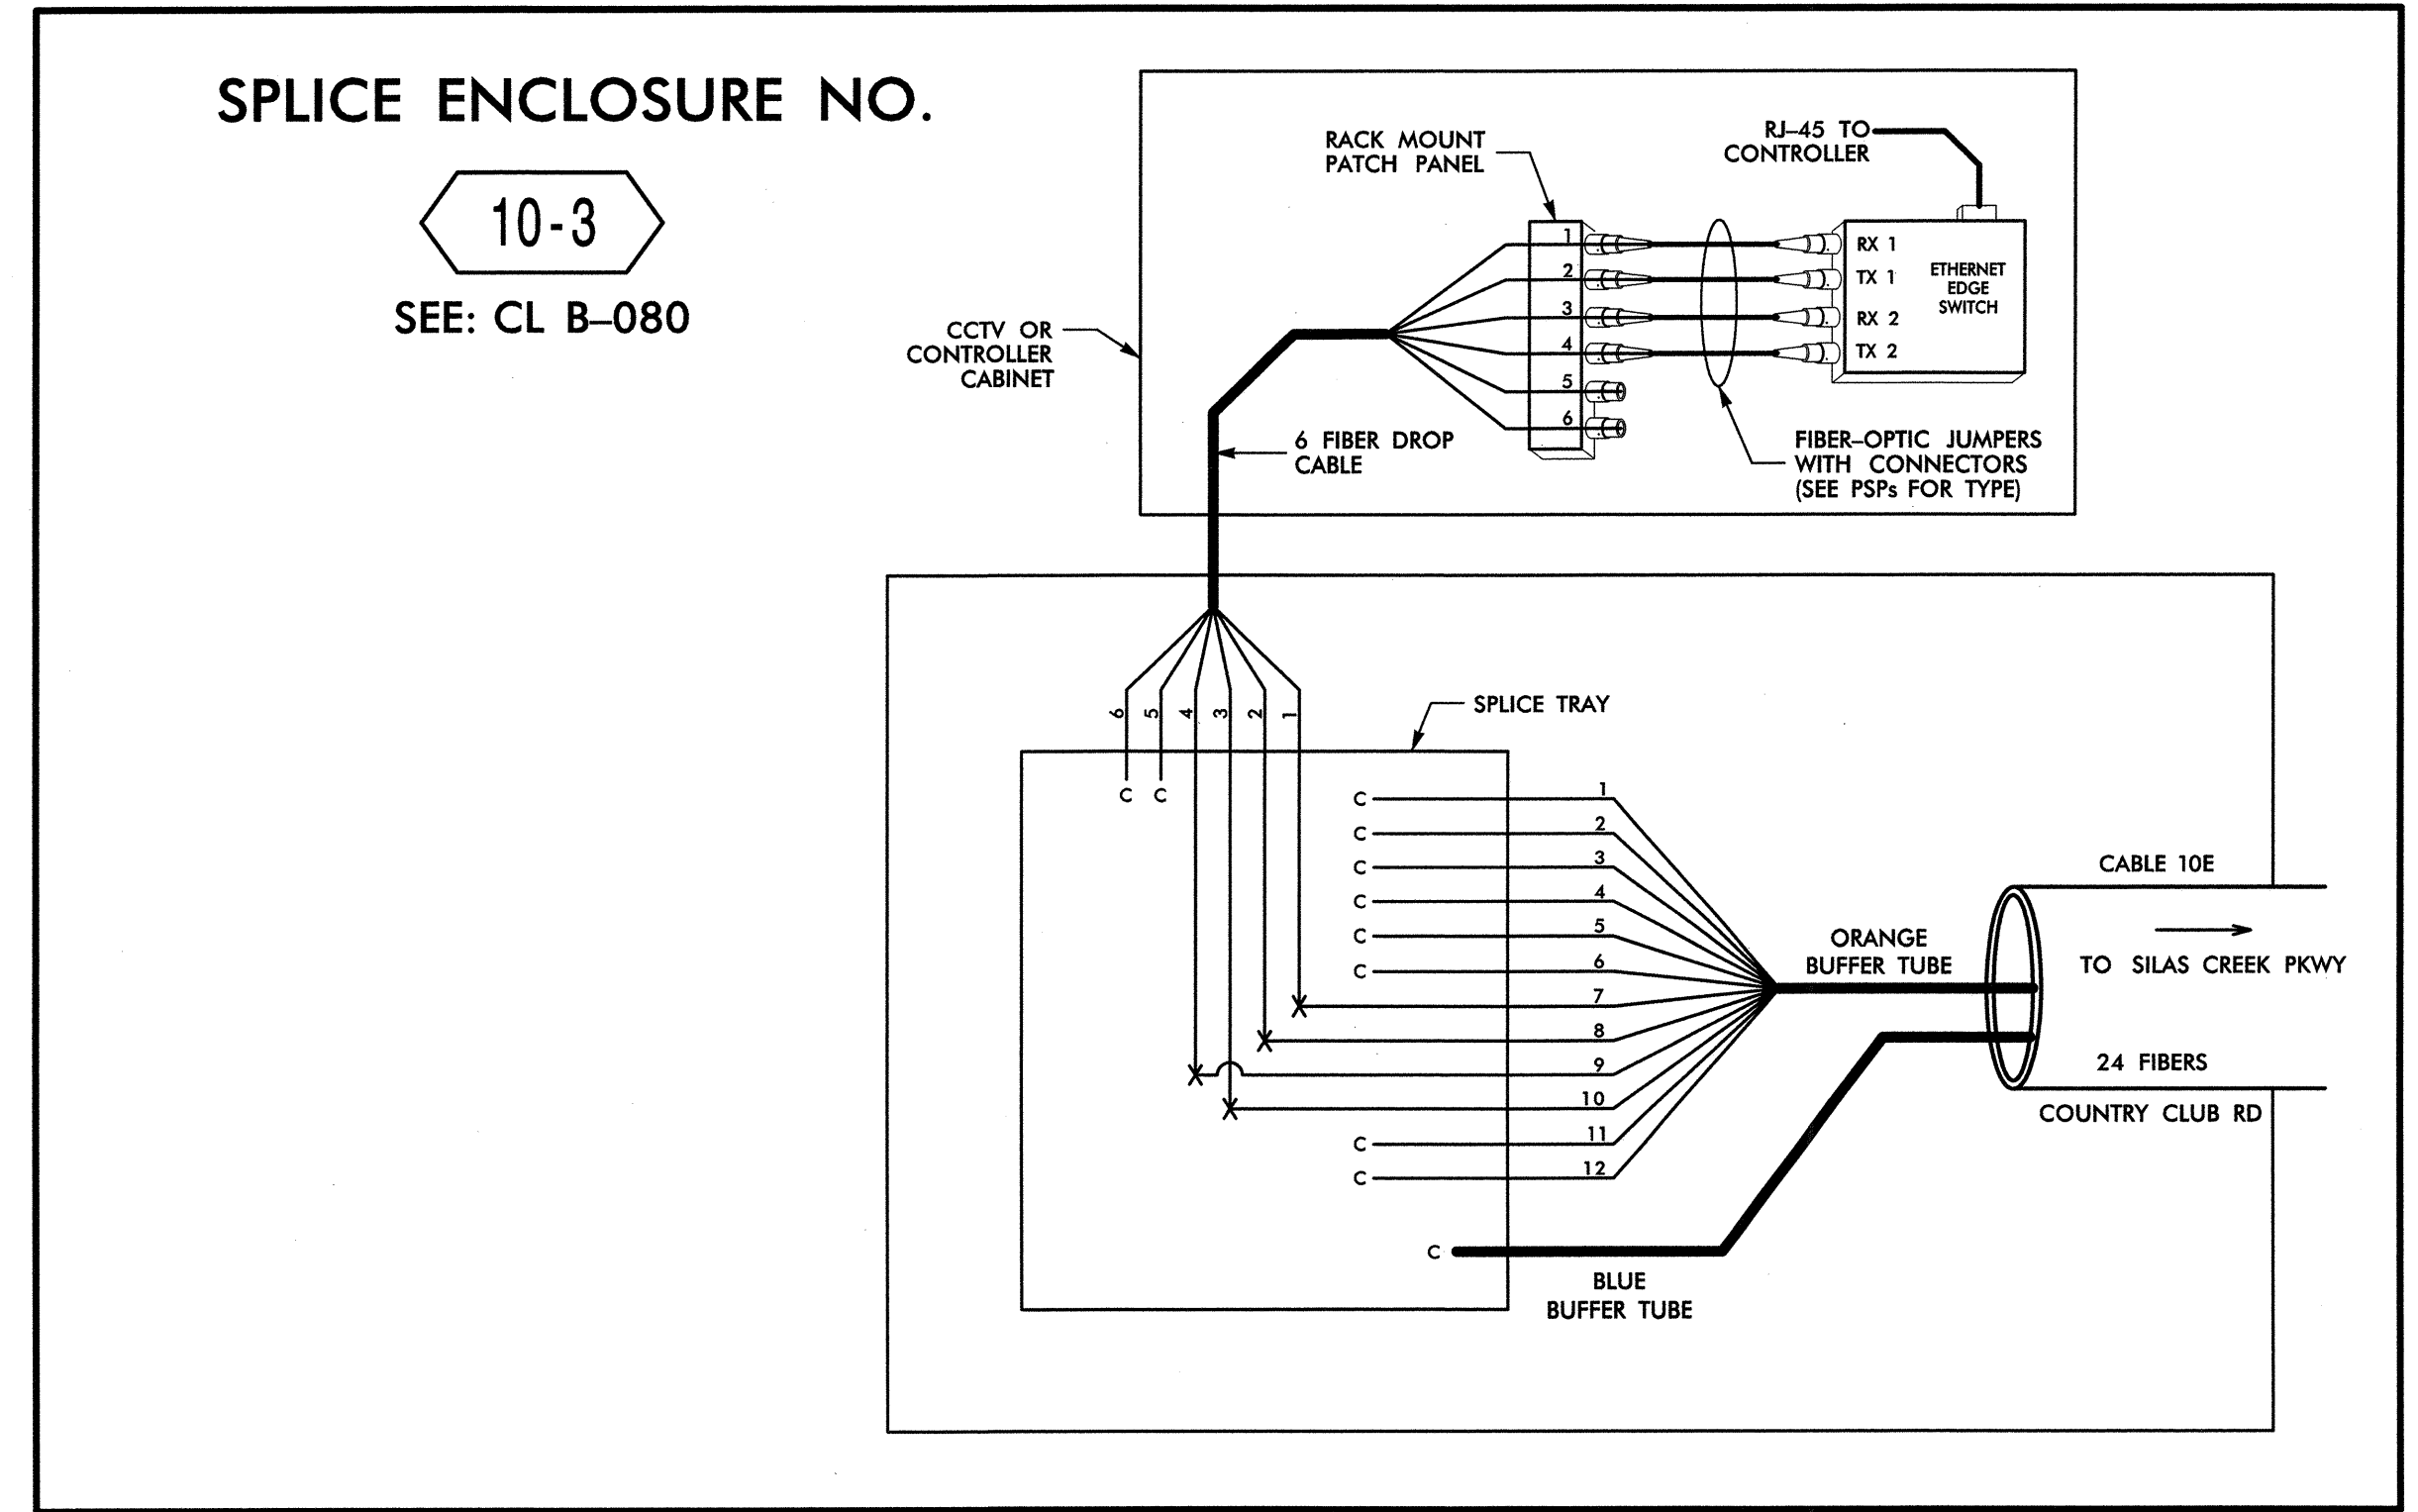 SPLICE ENCLOSURE NO.
10-3
SEE: CL B–080
RACK MOUNT
PATCH PANEL
RJ–45 TO
CONTROLLER
1
2
3
4
5
6
RX 1
TX 1
RX 2
TX 2
ETHERNET
EDGE
SWITCH
CCTV OR
CONTROLLER
CABINET
6 FIBER DROP
CABLE
FIBER–OPTIC JUMPERS
WITH CONNECTORS
(SEE PSPs FOR TYPE)
6 5 4 3 2 1
SPLICE TRAY
C C
C 1
C 2
C 3
C 4
C 5
C 6
7
8
9
10
C 11
C 12
ORANGE
BUFFER TUBE
CABLE 10E
TO SILAS CREEK PKWY
24 FIBERS
COUNTRY CLUB RD
C
BLUE
BUFFER TUBE